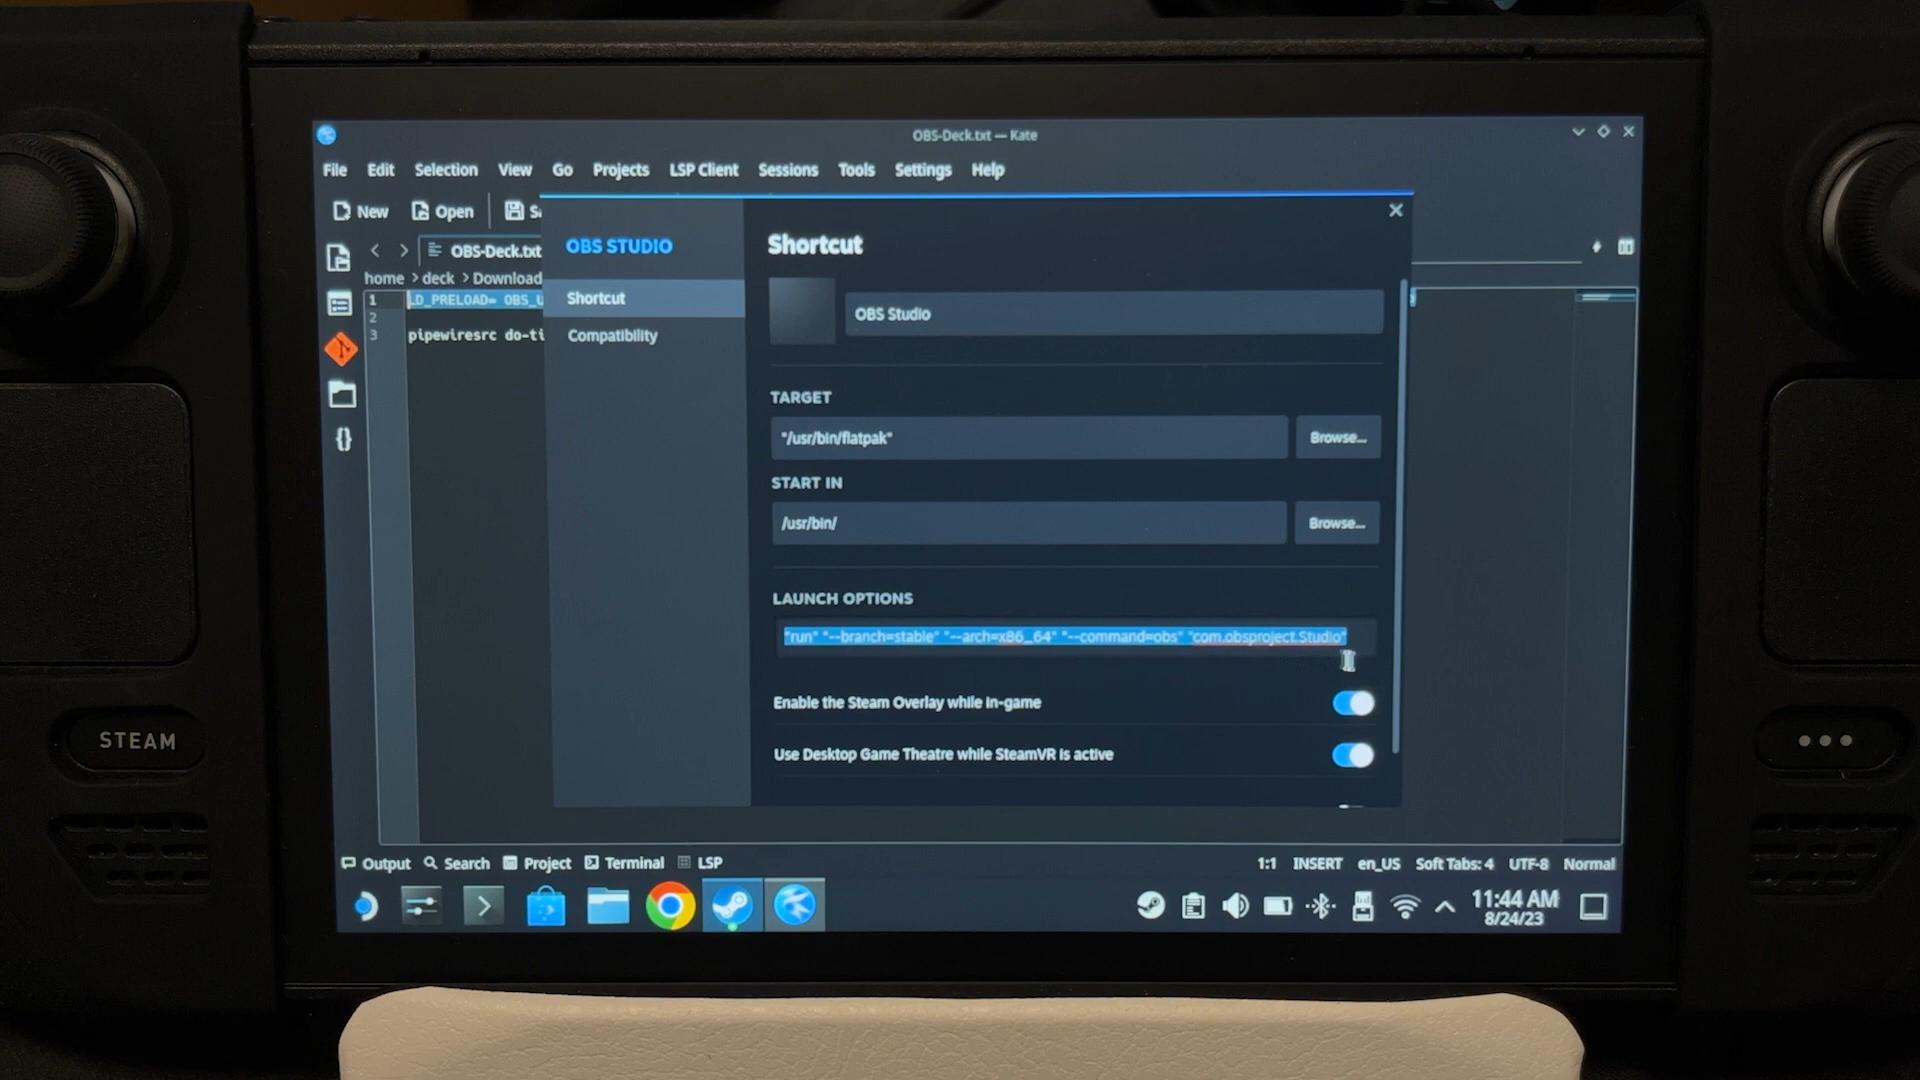 OBS-Deck.txt — Kate
File Edit Selection View Go Projects LSP Client Sessions Tools Settings Help
New Open
OBS-Deck.txt
home > deck > Download
1 LD_PRELOAD= OBS_U
2
3 pipewiresrc do-ti
OBS STUDIO
Shortcut
Compatibility
Shortcut
OBS Studio
TARGET
"/usr/bin/flatpak" Browse...
START IN
/usr/bin/ Browse...
LAUNCH OPTIONS
"run" "--branch=stable" "--arch=x86_64" "--command=obs" "com.obsproject.Studio"
Enable the Steam Overlay while in-game
Use Desktop Game Theatre while SteamVR is active
Output Search Project Terminal LSP 1:1 INSERT en_US Soft Tabs: 4 UTF-8 Normal
11:44 AM
8/24/23
STEAM